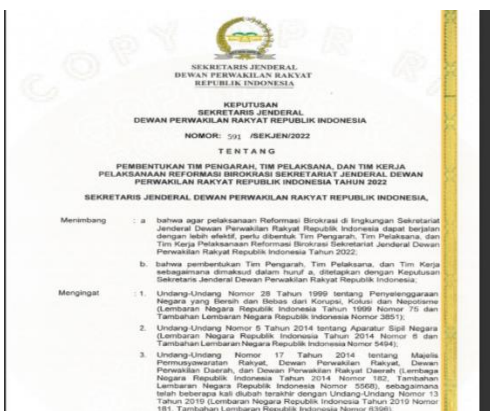 COPY DPR RI
SEKRETARIS JENDERAL
DEWAN PERWAKILAN RAKYAT
REPUBLIK INDONESIA
KEPUTUSAN
SEKRETARIS JENDERAL
DEWAN PERWAKILAN RAKYAT REPUBLIK INDONESIA
NOMOR: 591 /SEKJEN/2022
TENTANG
PEMBENTUKAN TIM PENGARAH, TIM PELAKSANA, DAN TIM KERJA
PELAKSANAAN REFORMASI BIROKRASI SEKRETARIAT JENDERAL DEWAN
PERWAKILAN RAKYAT REPUBLIK INDONESIA TAHUN 2022
SEKRETARIS JENDERAL DEWAN PERWAKILAN RAKYAT REPUBLIK INDONESIA,
Menimbang : a bahwa agar pelaksanaan Reformasi Birokrasi di lingkungan Sekretariat
Jenderal Dewan Perwakilan Rakyat Republik Indonesia dapat berjalan
dengan lebih efektif, perlu dibentuk Tim Pengarah, Tim Pelaksana, dan
Tim Kerja Pelaksanaan Reformasi Birokrasi Sekretariat Jenderal Dewan
Perwakilan Rakyat Republik Indonesia Tahun 2022;
b. bahwa pembentukan Tim Pengarah, Tim Pelaksana, dan Tim Kerja
sebagaimana dimaksud dalam huruf a, ditetapkan dengan Keputusan
Sekretaris Jenderal Dewan Perwakilan Rakyat Republik Indonesia;
Mengingat : 1. Undang-Undang Nomor 28 Tahun 1999 tentang Penyelenggaraan
Negara yang Bersih dan Bebas dari Korupsi, Kolusi dan Nepotisme
(Lembaran Negara Republik Indonesia Tahun 1999 Nomor 75 dan
Tambahan Lembaran Negara Republik Indonesia Nomor 3851);
2. Undang-Undang Nomor 5 Tahun 2014 tentang Aparatur Sipil Negara
(Lembaran Negara Republik Indonesia Tahun 2014 Nomor 6 dan
Tambahan Lembaran Negara Republik Indonesia Nomor 5494);
3. Undang-Undang Nomor 17 Tahun 2014 tentang Majelis
Permusyawaratan Rakyat, Dewan Perwakilan Rakyat, Dewan
Perwakilan Daerah, dan Dewan Perwakilan Rakyat Daerah (Lembaga
Negara Republik Indonesia Tahun 2014 Nomor 182, Tambahan
Lembaran Negara Republik Indonesia Nomor 5568), sebagaimana
telah beberapa kali diubah terakhir dengan Undang-Undang Nomor 13
Tahun 2019 (Lembaran Negara Republik Indonesia Tahun 2019 Nomor
181, Tambahan Lembaran Negara Republik Indonesia Nomor 6396)